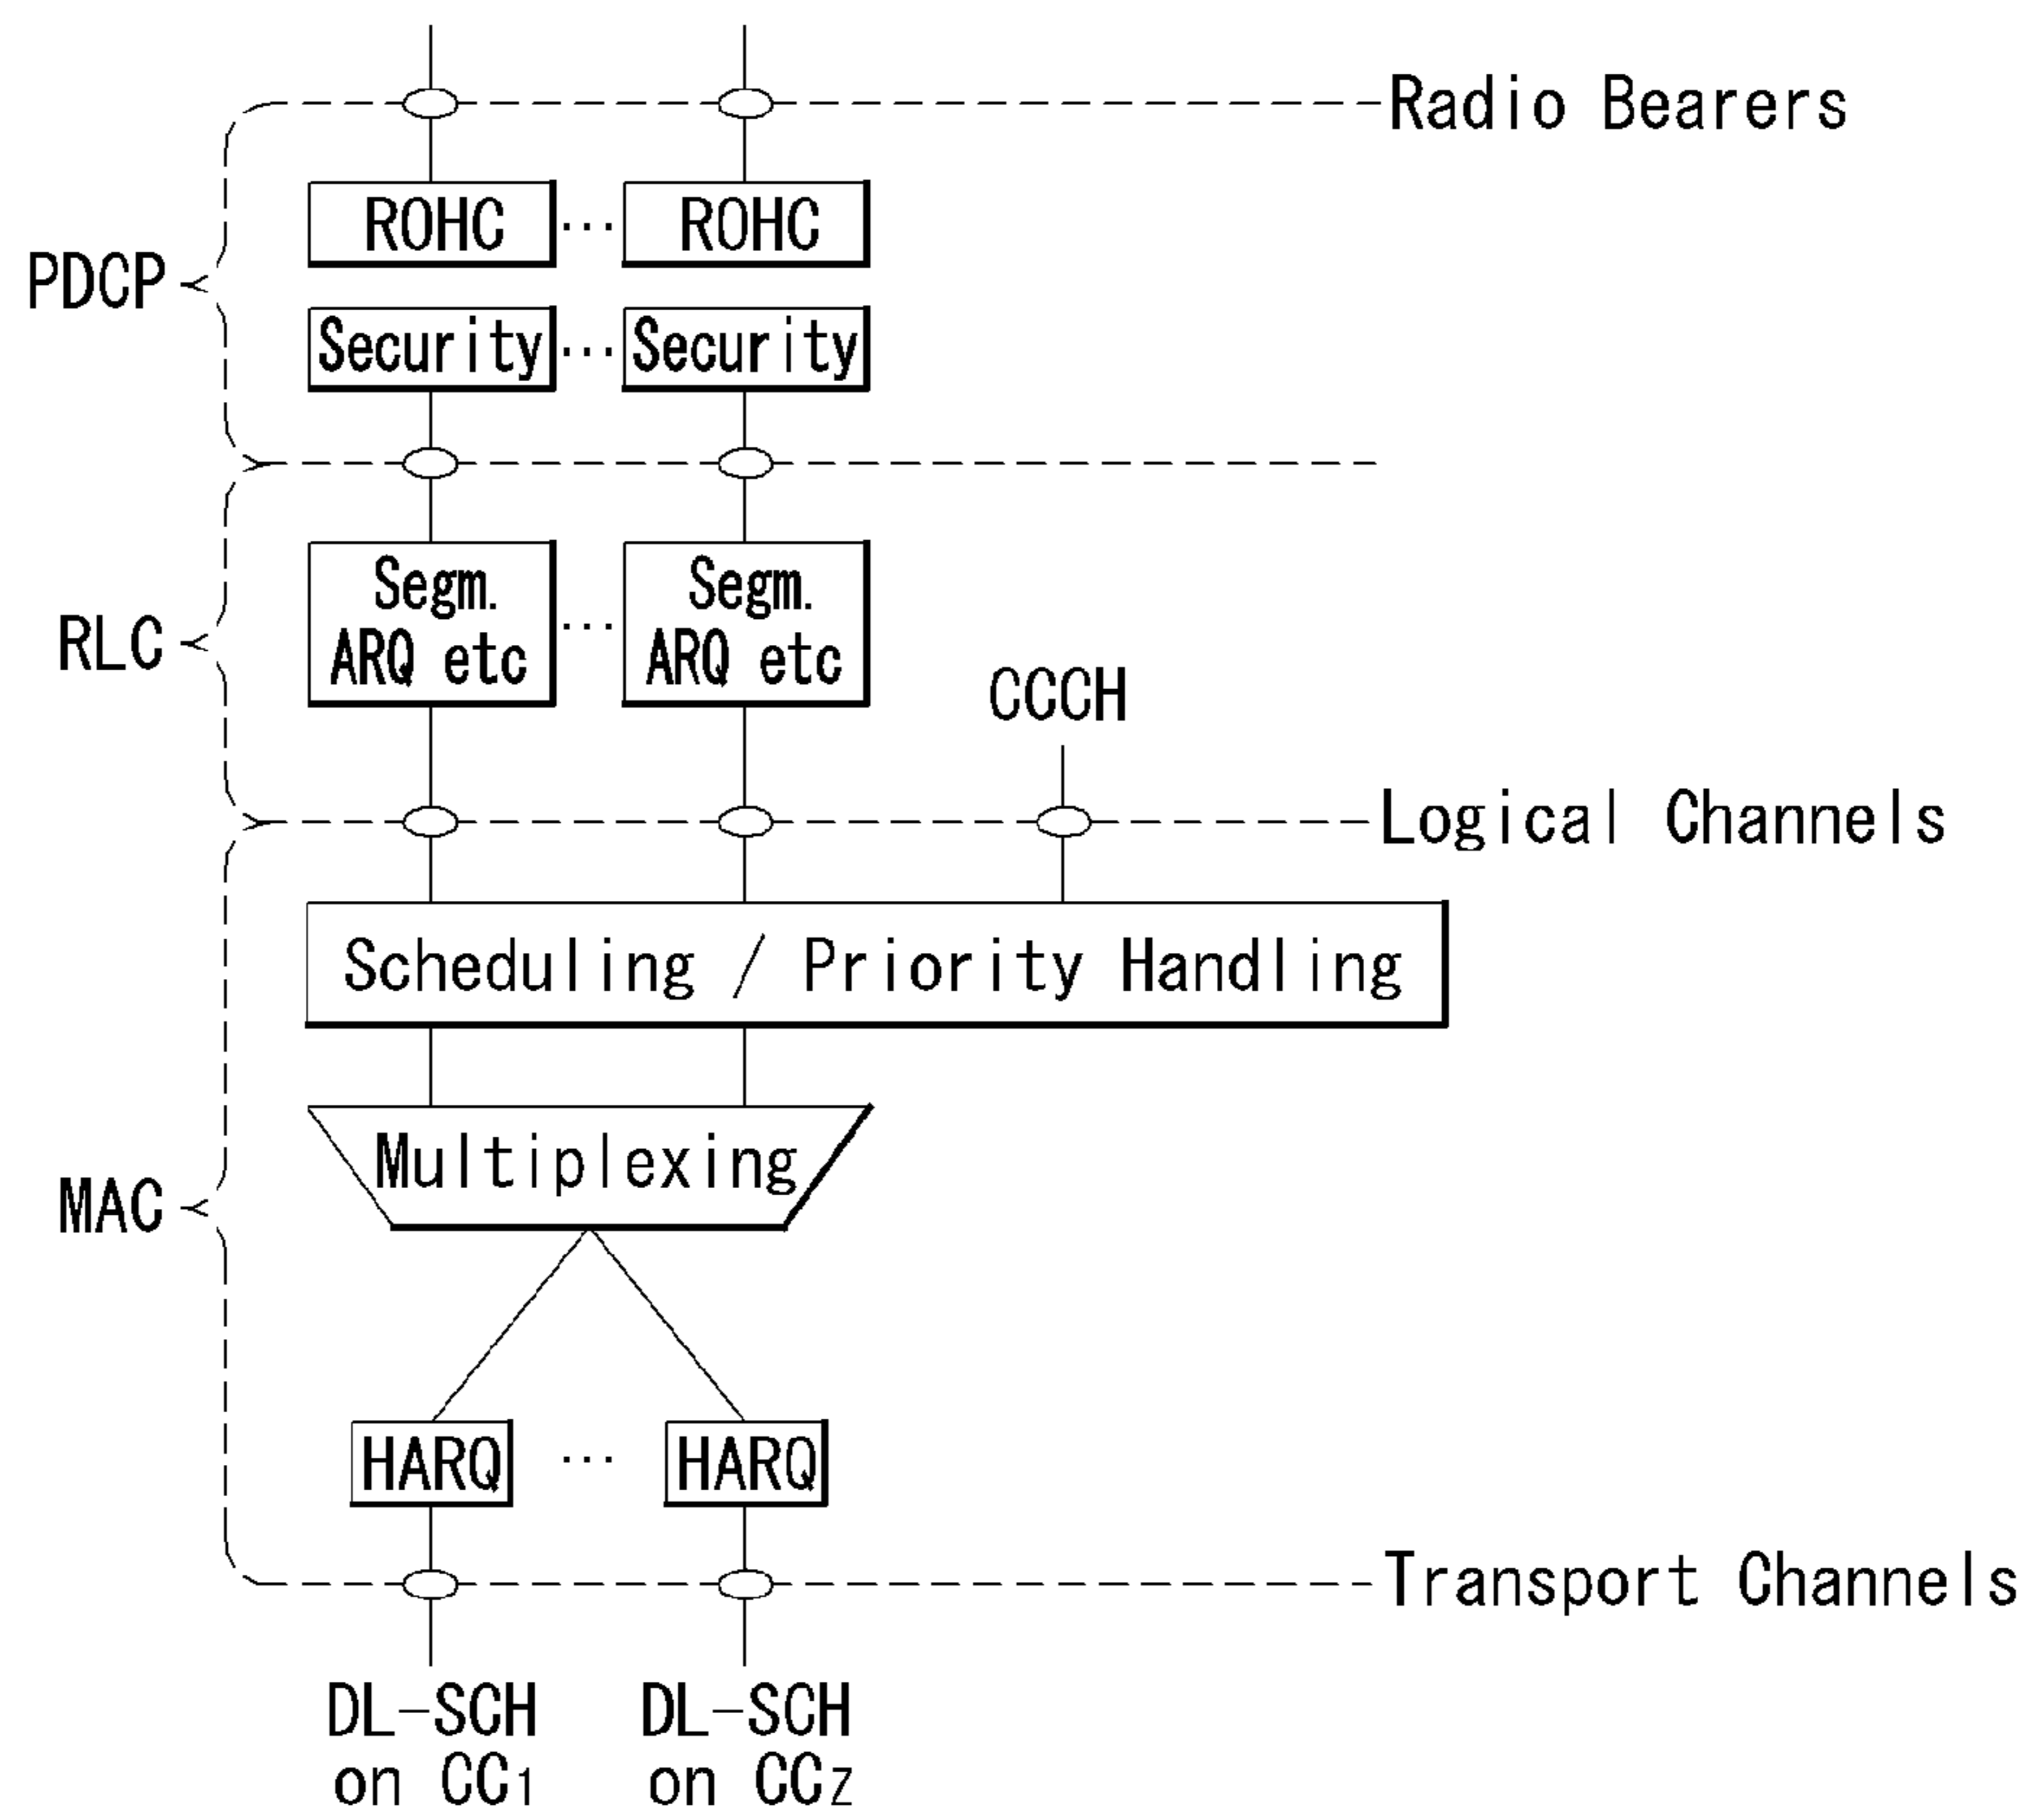 Radio Bearers
ROHC ... ROHC
PDCP
Security ... Security
Segm. Segm.
...
RLC
ARQ etc ARQ etc
CCCH
Logical Channels
Scheduling / Priority Handling
Multiplexing
MAC
HARQ ... HARQ
Transport Channels
DL-SCH DL-SCH
on CC1 on CCZ